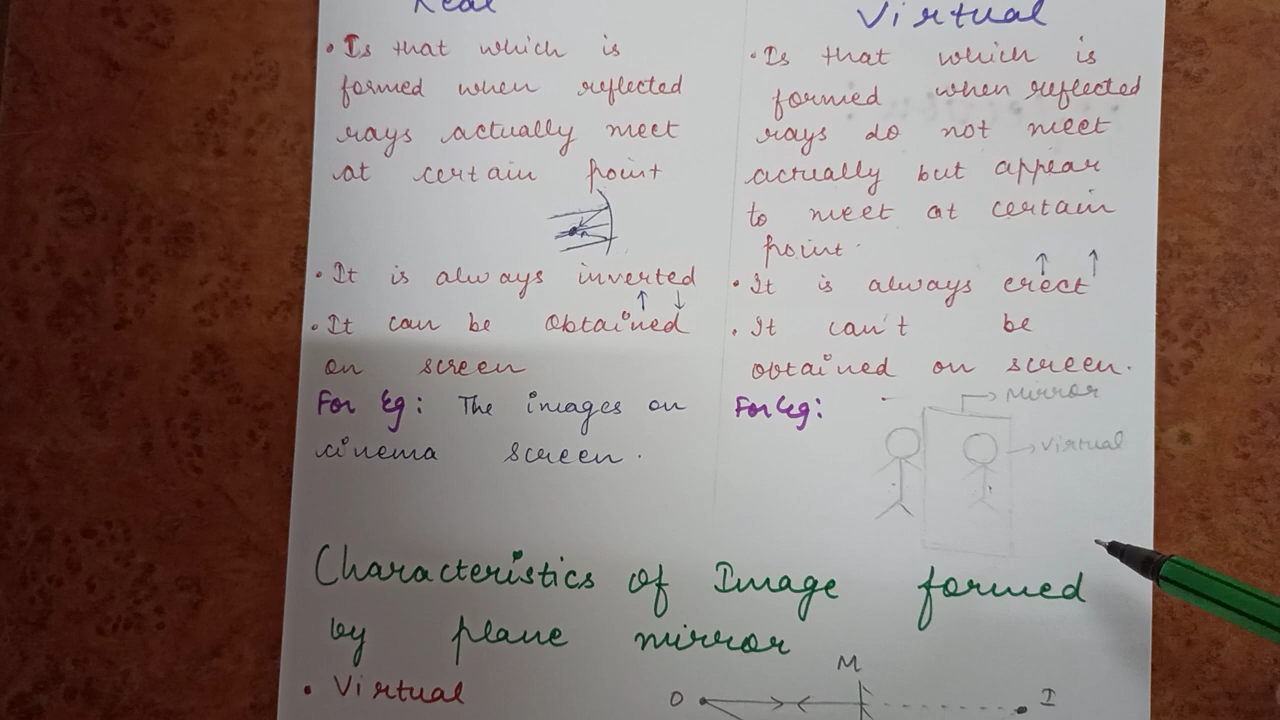 Real
• Is that which is
formed when reflected
rays actually meet
at certain point
• It is always inverted
↑ ↓
• It can be obtained
on screen
For Eg: The images on
cinema screen.
Virtual
• Is that which is
formed when reflected
rays do not meet
actually but appear
to meet at certain
point.
↑ ↑
• It is always erect
• It can't be
obtained on screen.
For Eg:
Mirror
Virtual
Characteristics of Image formed
by plane mirror
• Virtual
M
O
I